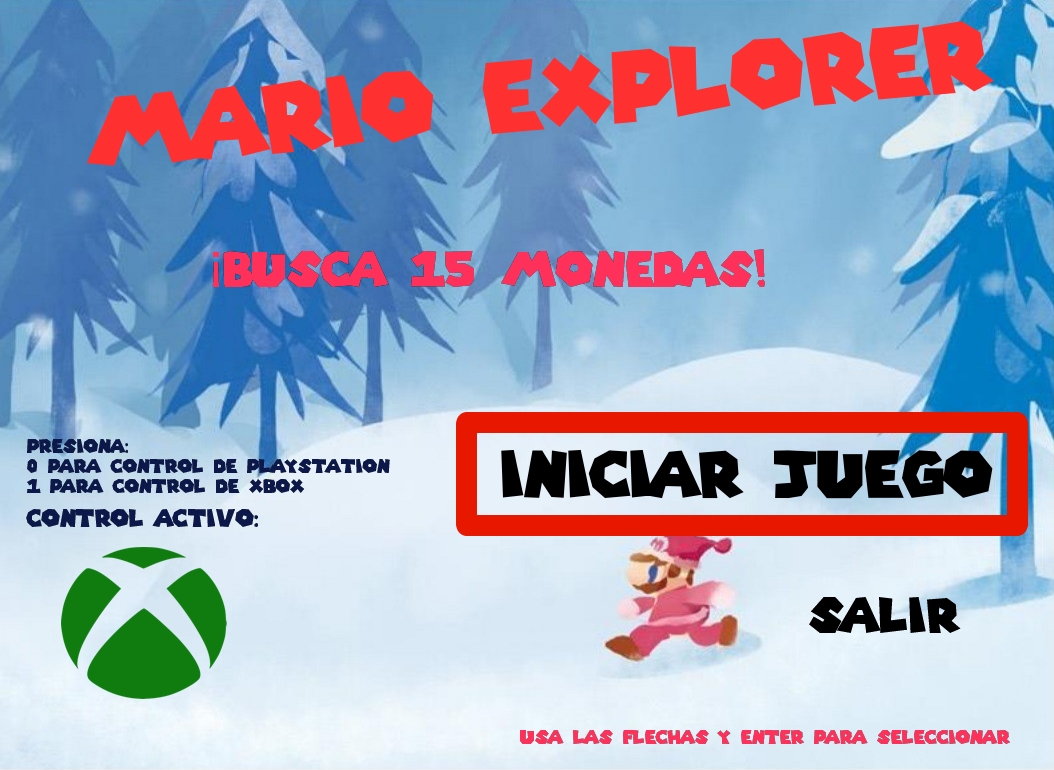 MARIO EXPLORER
¡BUSCA 15 MONEDAS!
PRESIONA:
0 PARA CONTROL DE PLAYSTATION
1 PARA CONTROL DE XBOX
CONTROL ACTIVO:
INICIAR JUEGO
SALIR
USA LAS FLECHAS Y ENTER PARA SELECCIONAR